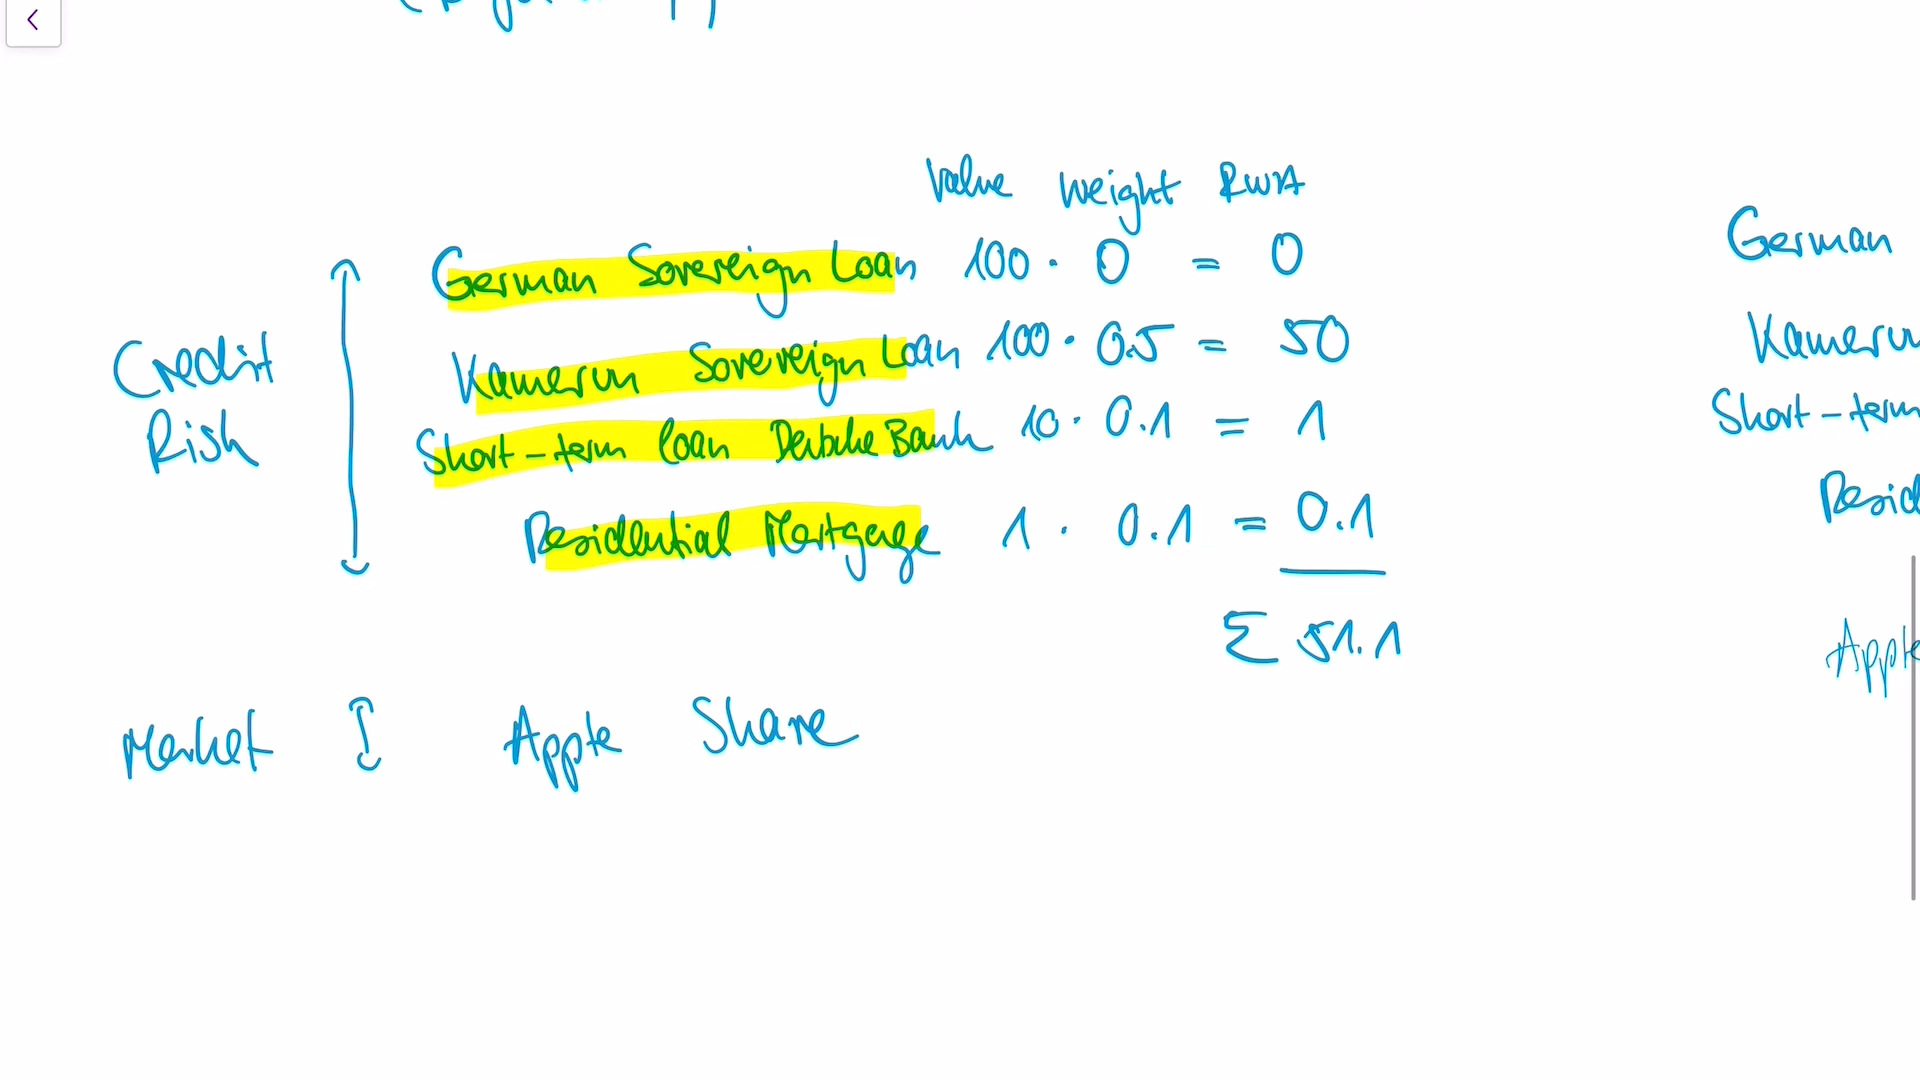 Value Weight RWA
German Sovereign Loan 100 · 0 = 0
Kamerun Sovereign Loan 100 · 0.5 = 50
Short-term loan Deutsche Bank 10 · 0.1 = 1
Residential Mortgage 1 · 0.1 = 0.1
Σ 51.1
Credit
Risk
Market Apple Share
German
Kamerun
Short-term
Resid
Apple